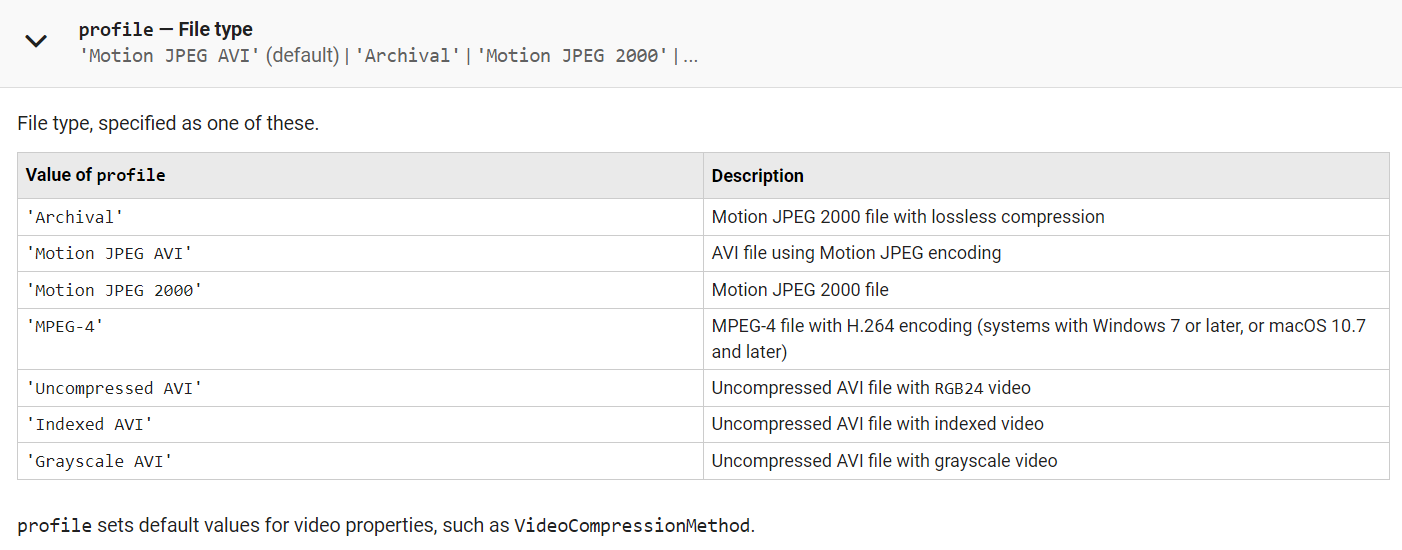 profile — File type
'Motion JPEG AVI' (default) | 'Archival' | 'Motion JPEG 2000' | ...
File type, specified as one of these.
Value of profile Description
'Archival' Motion JPEG 2000 file with lossless compression
'Motion JPEG AVI' AVI file using Motion JPEG encoding
'Motion JPEG 2000' Motion JPEG 2000 file
'MPEG-4' MPEG-4 file with H.264 encoding (systems with Windows 7 or later, or macOS 10.7
and later)
'Uncompressed AVI' Uncompressed AVI file with RGB24 video
'Indexed AVI' Uncompressed AVI file with indexed video
'Grayscale AVI' Uncompressed AVI file with grayscale video
profile sets default values for video properties, such as VideoCompressionMethod.